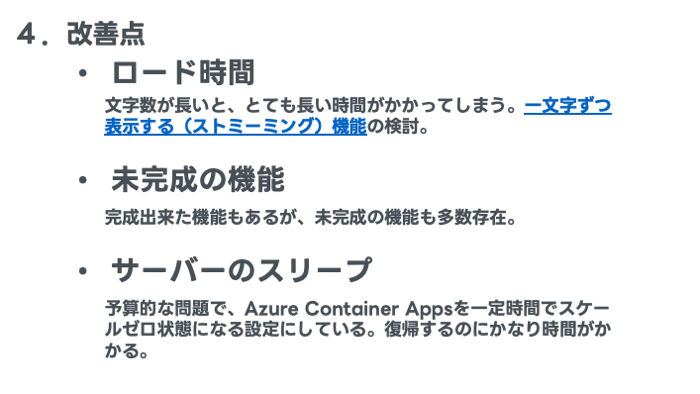 ４．改善点
• ロード時間
文字数が長いと、とても長い時間がかかってしまう。一文字ずつ
表示する（ストミーミング）機能の検討。
• 未完成の機能
完成出来た機能もあるが、未完成の機能も多数存在。
• サーバーのスリープ
予算的な問題で、Azure Container Appsを一定時間でスケー
ルゼロ状態になる設定にしている。復帰するのにかなり時間がか
かる。